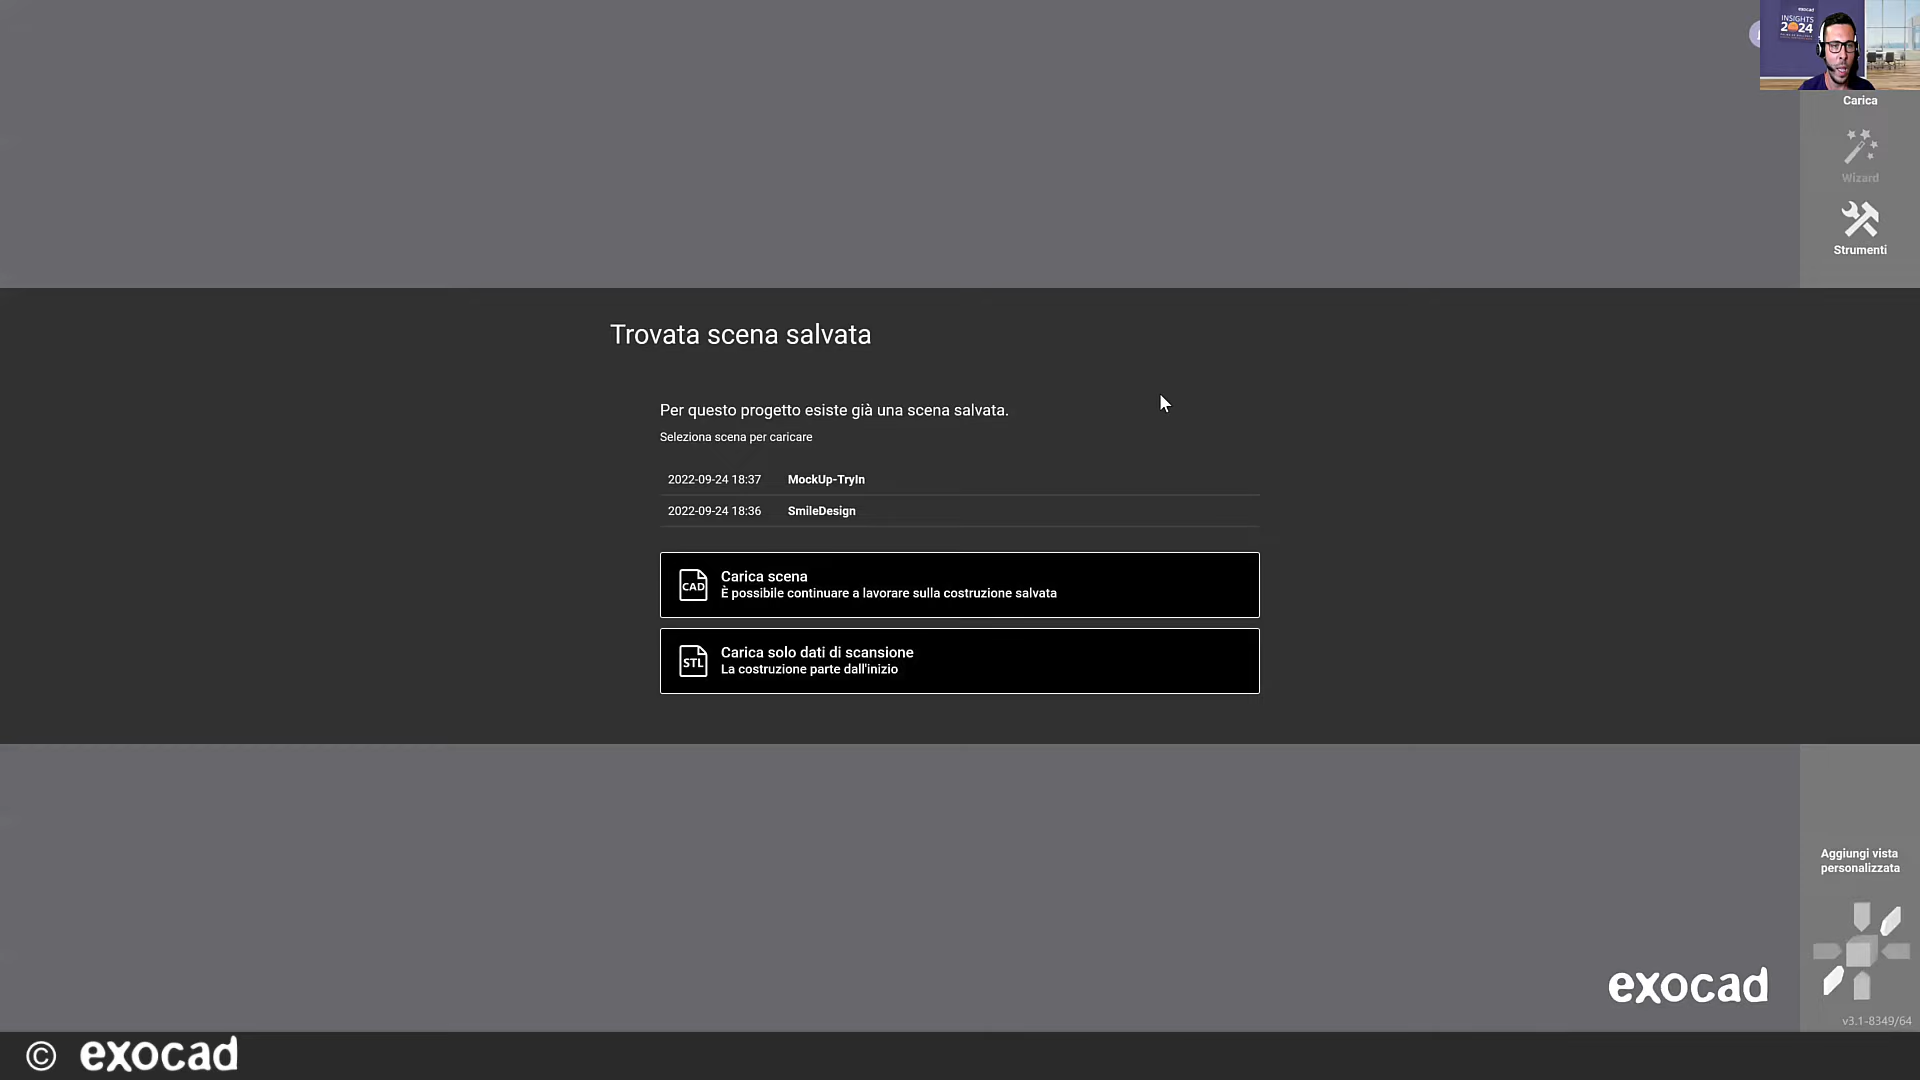 exocad
INSIGHTS
2024
Carica
Wizard
Strumenti
Trovata scena salvata
Per questo progetto esiste già una scena salvata.
Seleziona scena per caricare
2022-09-24 18:37 MockUp-TryIn
2022-09-24 18:36 SmileDesign
CAD
Carica scena
È possibile continuare a lavorare sulla costruzione salvata
STL
Carica solo dati di scansione
La costruzione parte dall'inizio
Aggiungi vista
personalizzata
exocad
v3.1-8349/64
© exocad